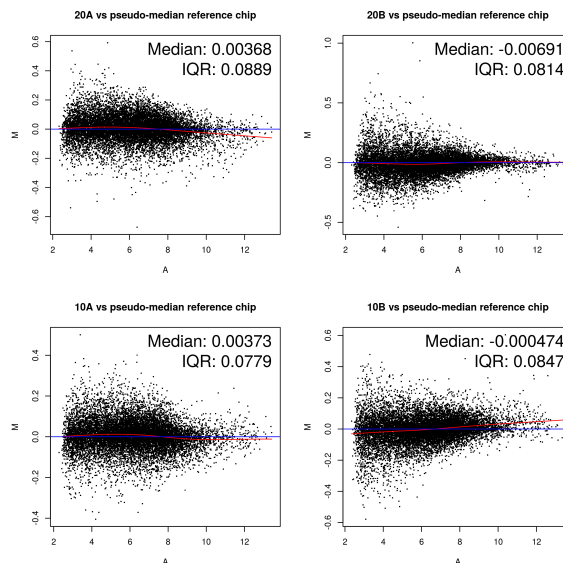 20A vs pseudo-median reference chip
20B vs pseudo-median reference chip
Median: 0.00368
IQR: 0.0889
Median: -0.00691
IQR: 0.0814
M
0.6
0.4
0.2
0.0
-0.2
-0.4
-0.6
2 4 6 8 10 12
A
M
1.0
0.5
0.0
-0.5
2 4 6 8 10 12
A
10A vs pseudo-median reference chip
10B vs pseudo-median reference chip
Median: 0.00373
IQR: 0.0779
Median: -0.000474
IQR: 0.0847
M
0.4
0.2
0.0
-0.2
-0.4
2 4 6 8 10 12
A
M
0.6
0.4
0.2
0.0
-0.2
-0.4
-0.6
2 4 6 8 10 12
A